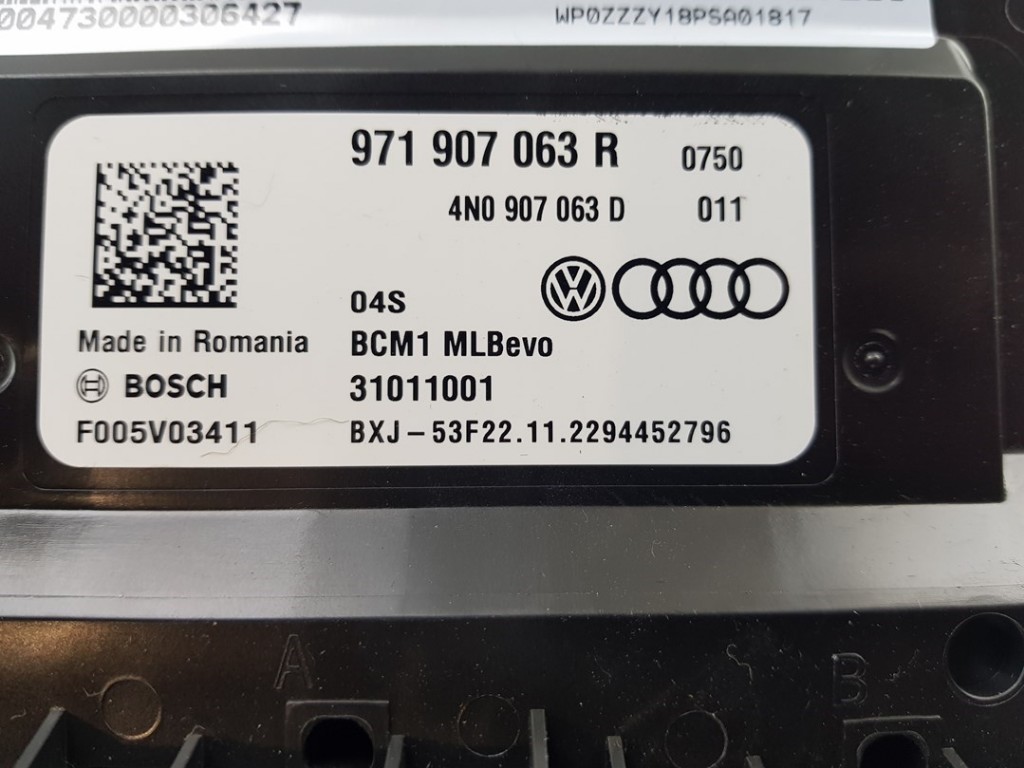 004730000306427 WP0ZZZY18PSA01817
971 907 063 R 0750
4N0 907 063 D 011
04S
Made in Romania BCM1 MLBevo
BOSCH 31011001
F005V03411 BXJ-53F22.11.2294452796
A B